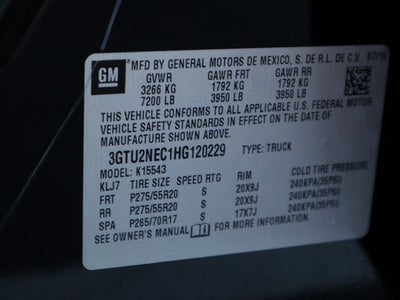 GM
MFD BY GENERAL MOTORS DE MEXICO, S. DE R.L. DE C.V. 07/16
GVWR GAWR FRT GAWR RR
3266 KG 1792 KG 1792 KG
7200 LB 3950 LB 3950 LB
THIS VEHICLE CONFORMS TO ALL APPLICABLE U.S. FEDERAL MOTOR
VEHICLE SAFETY STANDARDS IN EFFECT ON THE DATE OF
MANUFACTURE SHOWN ABOVE.
3GTU2NEC1HG120229 TYPE: TRUCK
MODEL: K15543
KLJ7 TIRE SIZE SPEED RTG RIM COLD TIRE PRESSURE
FRT P275/55R20 S 20X9J 240KPA(35PSI)
RR P275/55R20 S 20X9J 240KPA(35PSI)
SPA P265/70R17 S 17X7J 240KPA(35PSI)
SEE OWNER'S MANUAL FOR MORE INFORMATION.